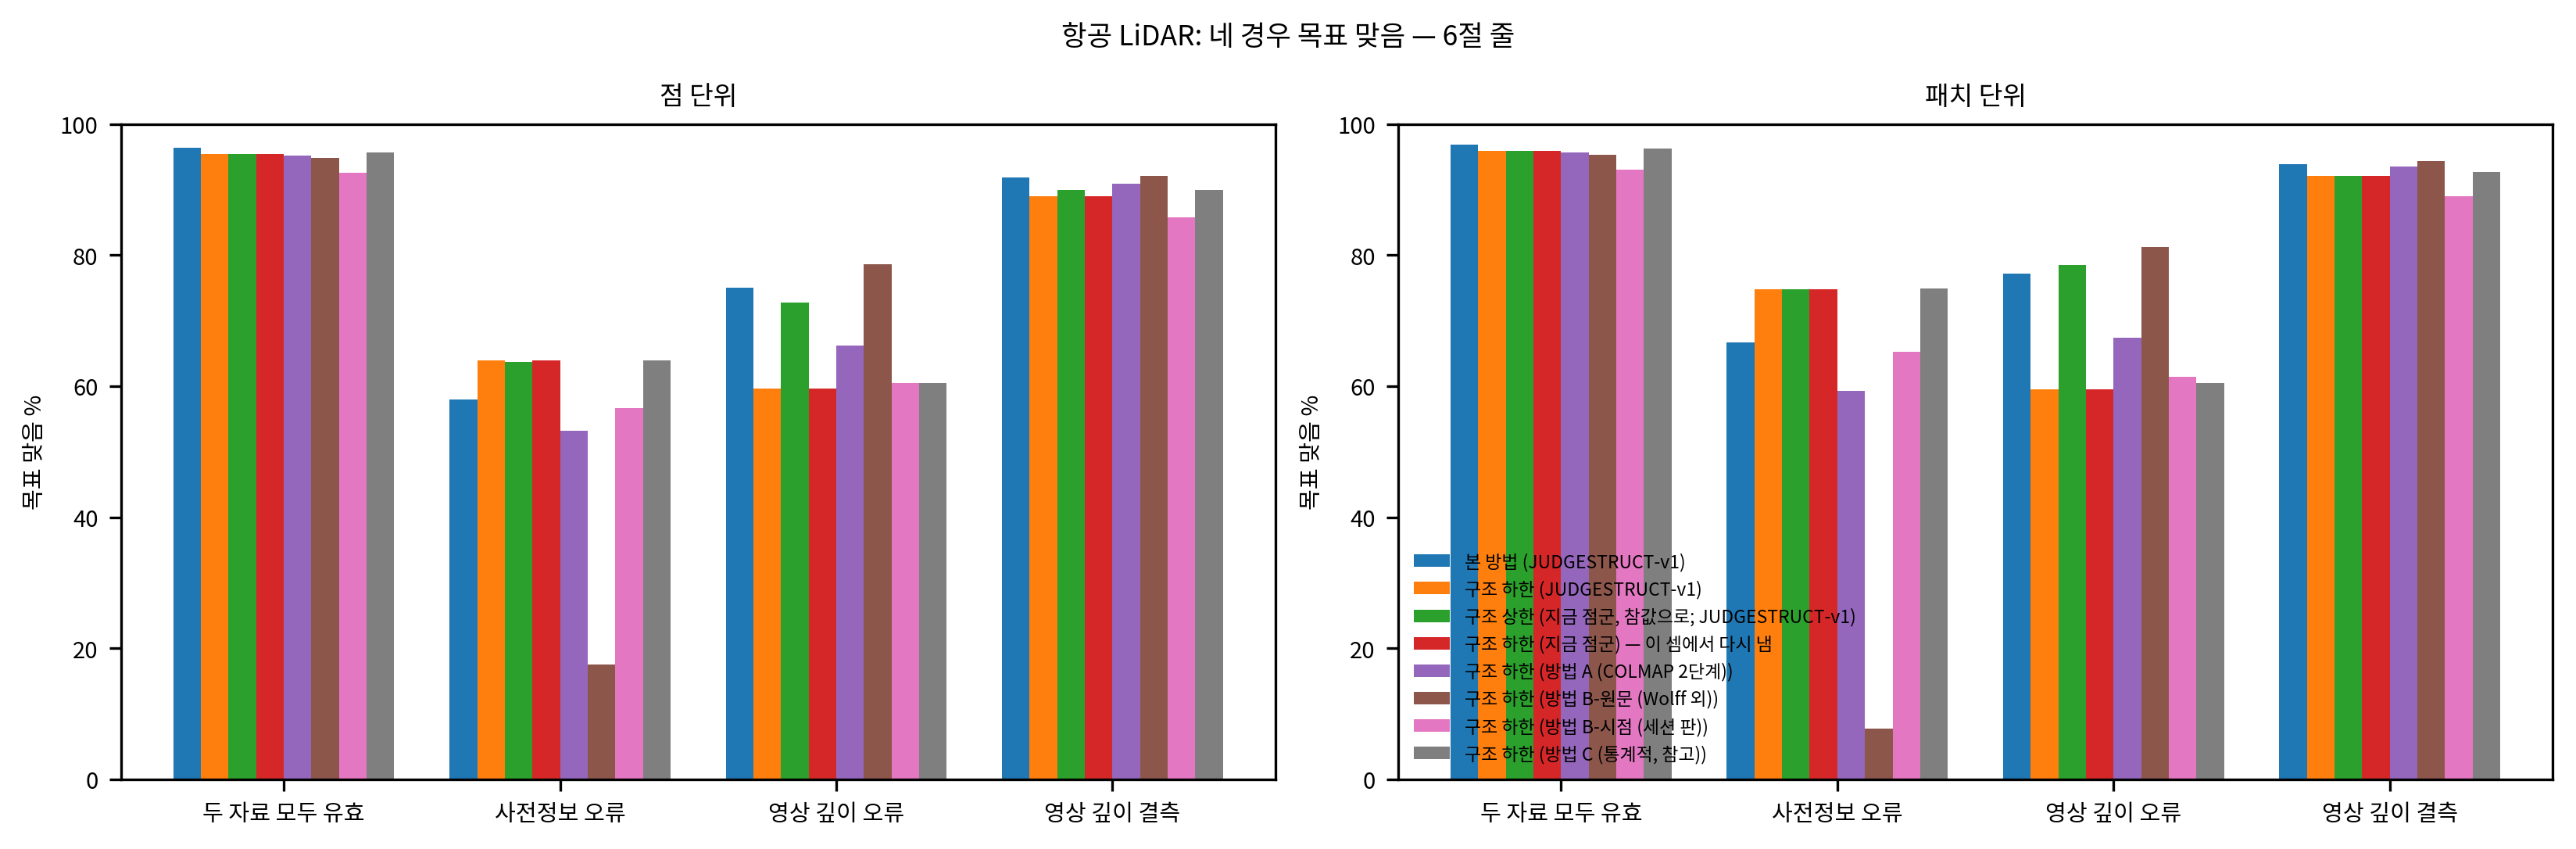 항공 LiDAR: 네 경우 목표 맞음 — 6절 줄
점 단위
목표 맞음 %
100
80
60
40
20
0
두 자료 모두 유효
사전정보 오류
영상 깊이 오류
영상 깊이 결측
패치 단위
목표 맞음 %
100
80
60
40
20
0
본 방법 (JUDGESTRUCT-v1)
구조 하한 (JUDGESTRUCT-v1)
구조 상한 (지금 점군, 참값으로; JUDGESTRUCT-v1)
구조 하한 (지금 점군) — 이 셈에서 다시 냄
구조 하한 (방법 A (COLMAP 2단계))
구조 하한 (방법 B-원문 (Wolff 외))
구조 하한 (방법 B-시점 (세션 판))
구조 하한 (방법 C (통계적, 참고))
두 자료 모두 유효
사전정보 오류
영상 깊이 오류
영상 깊이 결측